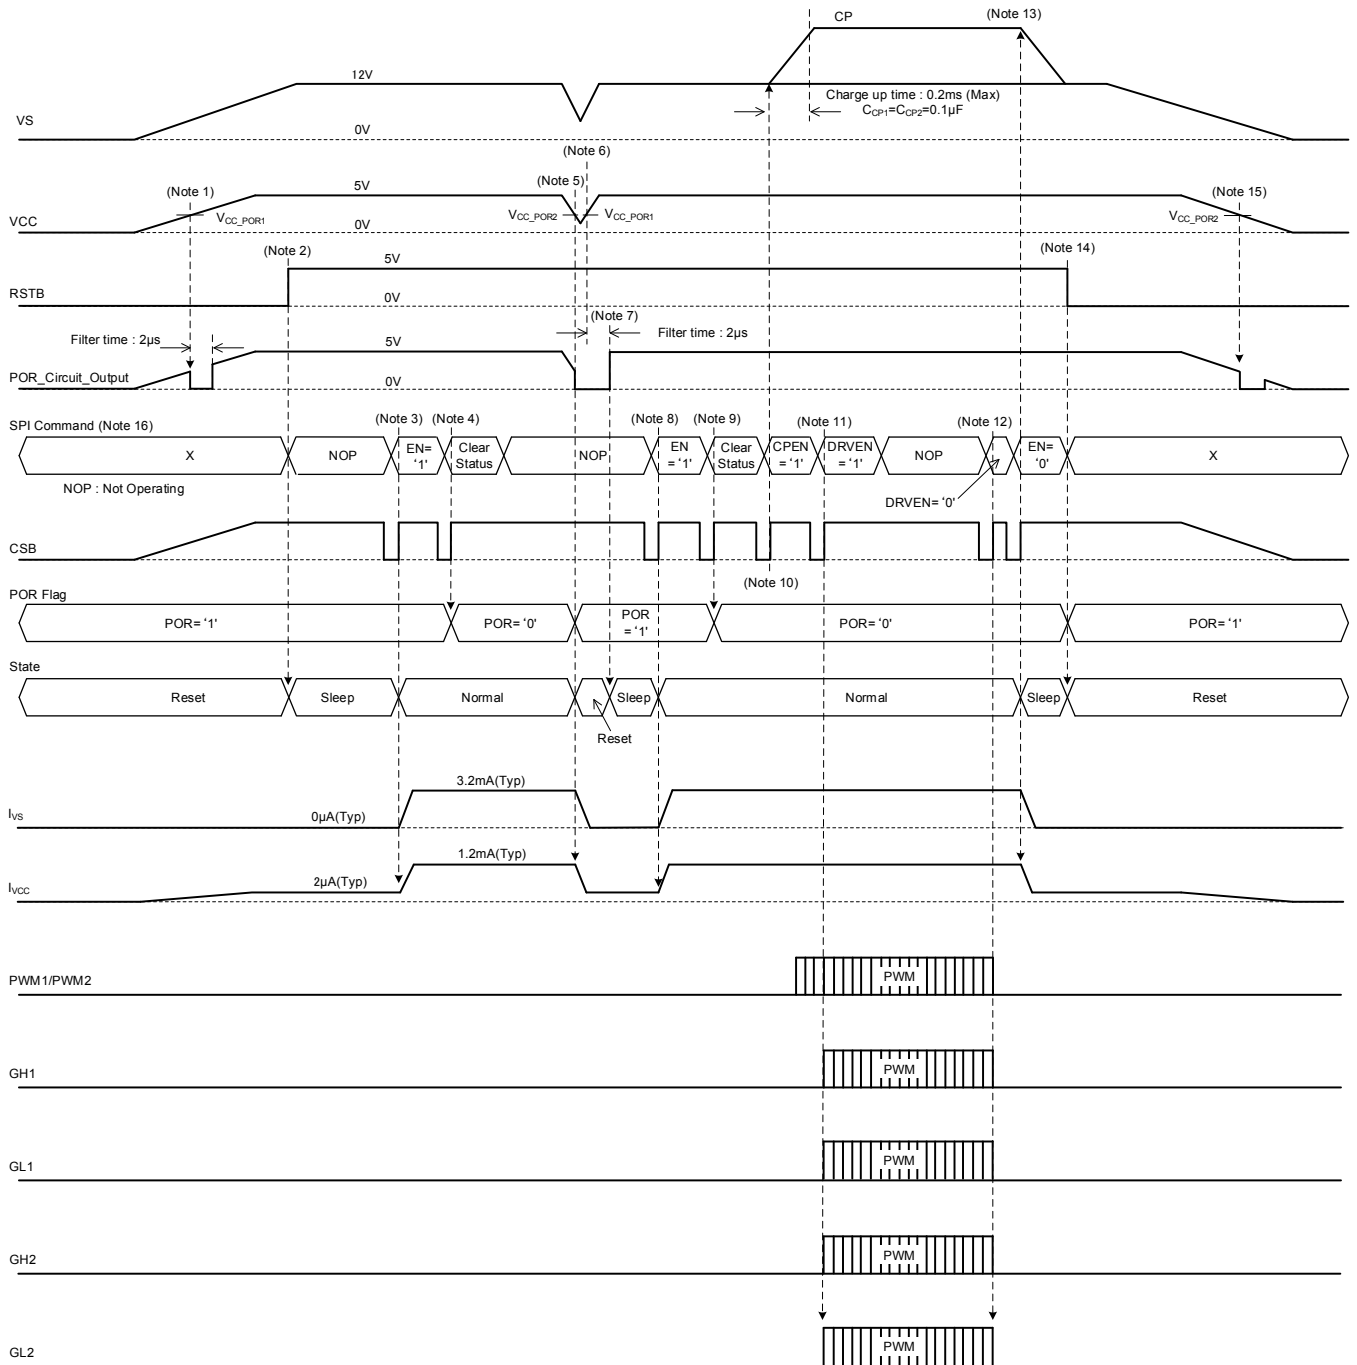 CP
(Note 13)
12V
Charge up time : 0.2ms (Max)
CCP1=CCP2=0.1µF
VS
0V
(Note 6)
(Note 1)
5V
(Note 5)
(Note 15)
VCC
VCC_POR1
VCC_POR2
VCC_POR1
VCC_POR2
0V
(Note 2)
(Note 14)
5V
RSTB
0V
(Note 7)
Filter time : 2µs
5V
Filter time : 2µs
POR_Circuit_Output
0V
(Note 3)
(Note 4)
(Note 8)
(Note 9)
(Note 11)
(Note 12)
SPI Command (Note 16)
X
NOP
EN=
'1'
Clear
Status
NOP
EN
= '1'
Clear
Status
CPEN
= '1'
DRVEN
= '1'
NOP
EN=
'0'
X
NOP : Not Operating
DRVEN= '0'
CSB
(Note 10)
POR Flag
POR= '1'
POR= '0'
POR
= '1'
POR= '0'
POR= '1'
State
Reset
Sleep
Normal
Sleep
Normal
Sleep
Reset
Reset
3.2mA(Typ)
IVS
0µA(Typ)
1.2mA(Typ)
IVCC
2µA(Typ)
PWM1/PWM2
PWM
GH1
PWM
GL1
PWM
GH2
PWM
GL2
PWM